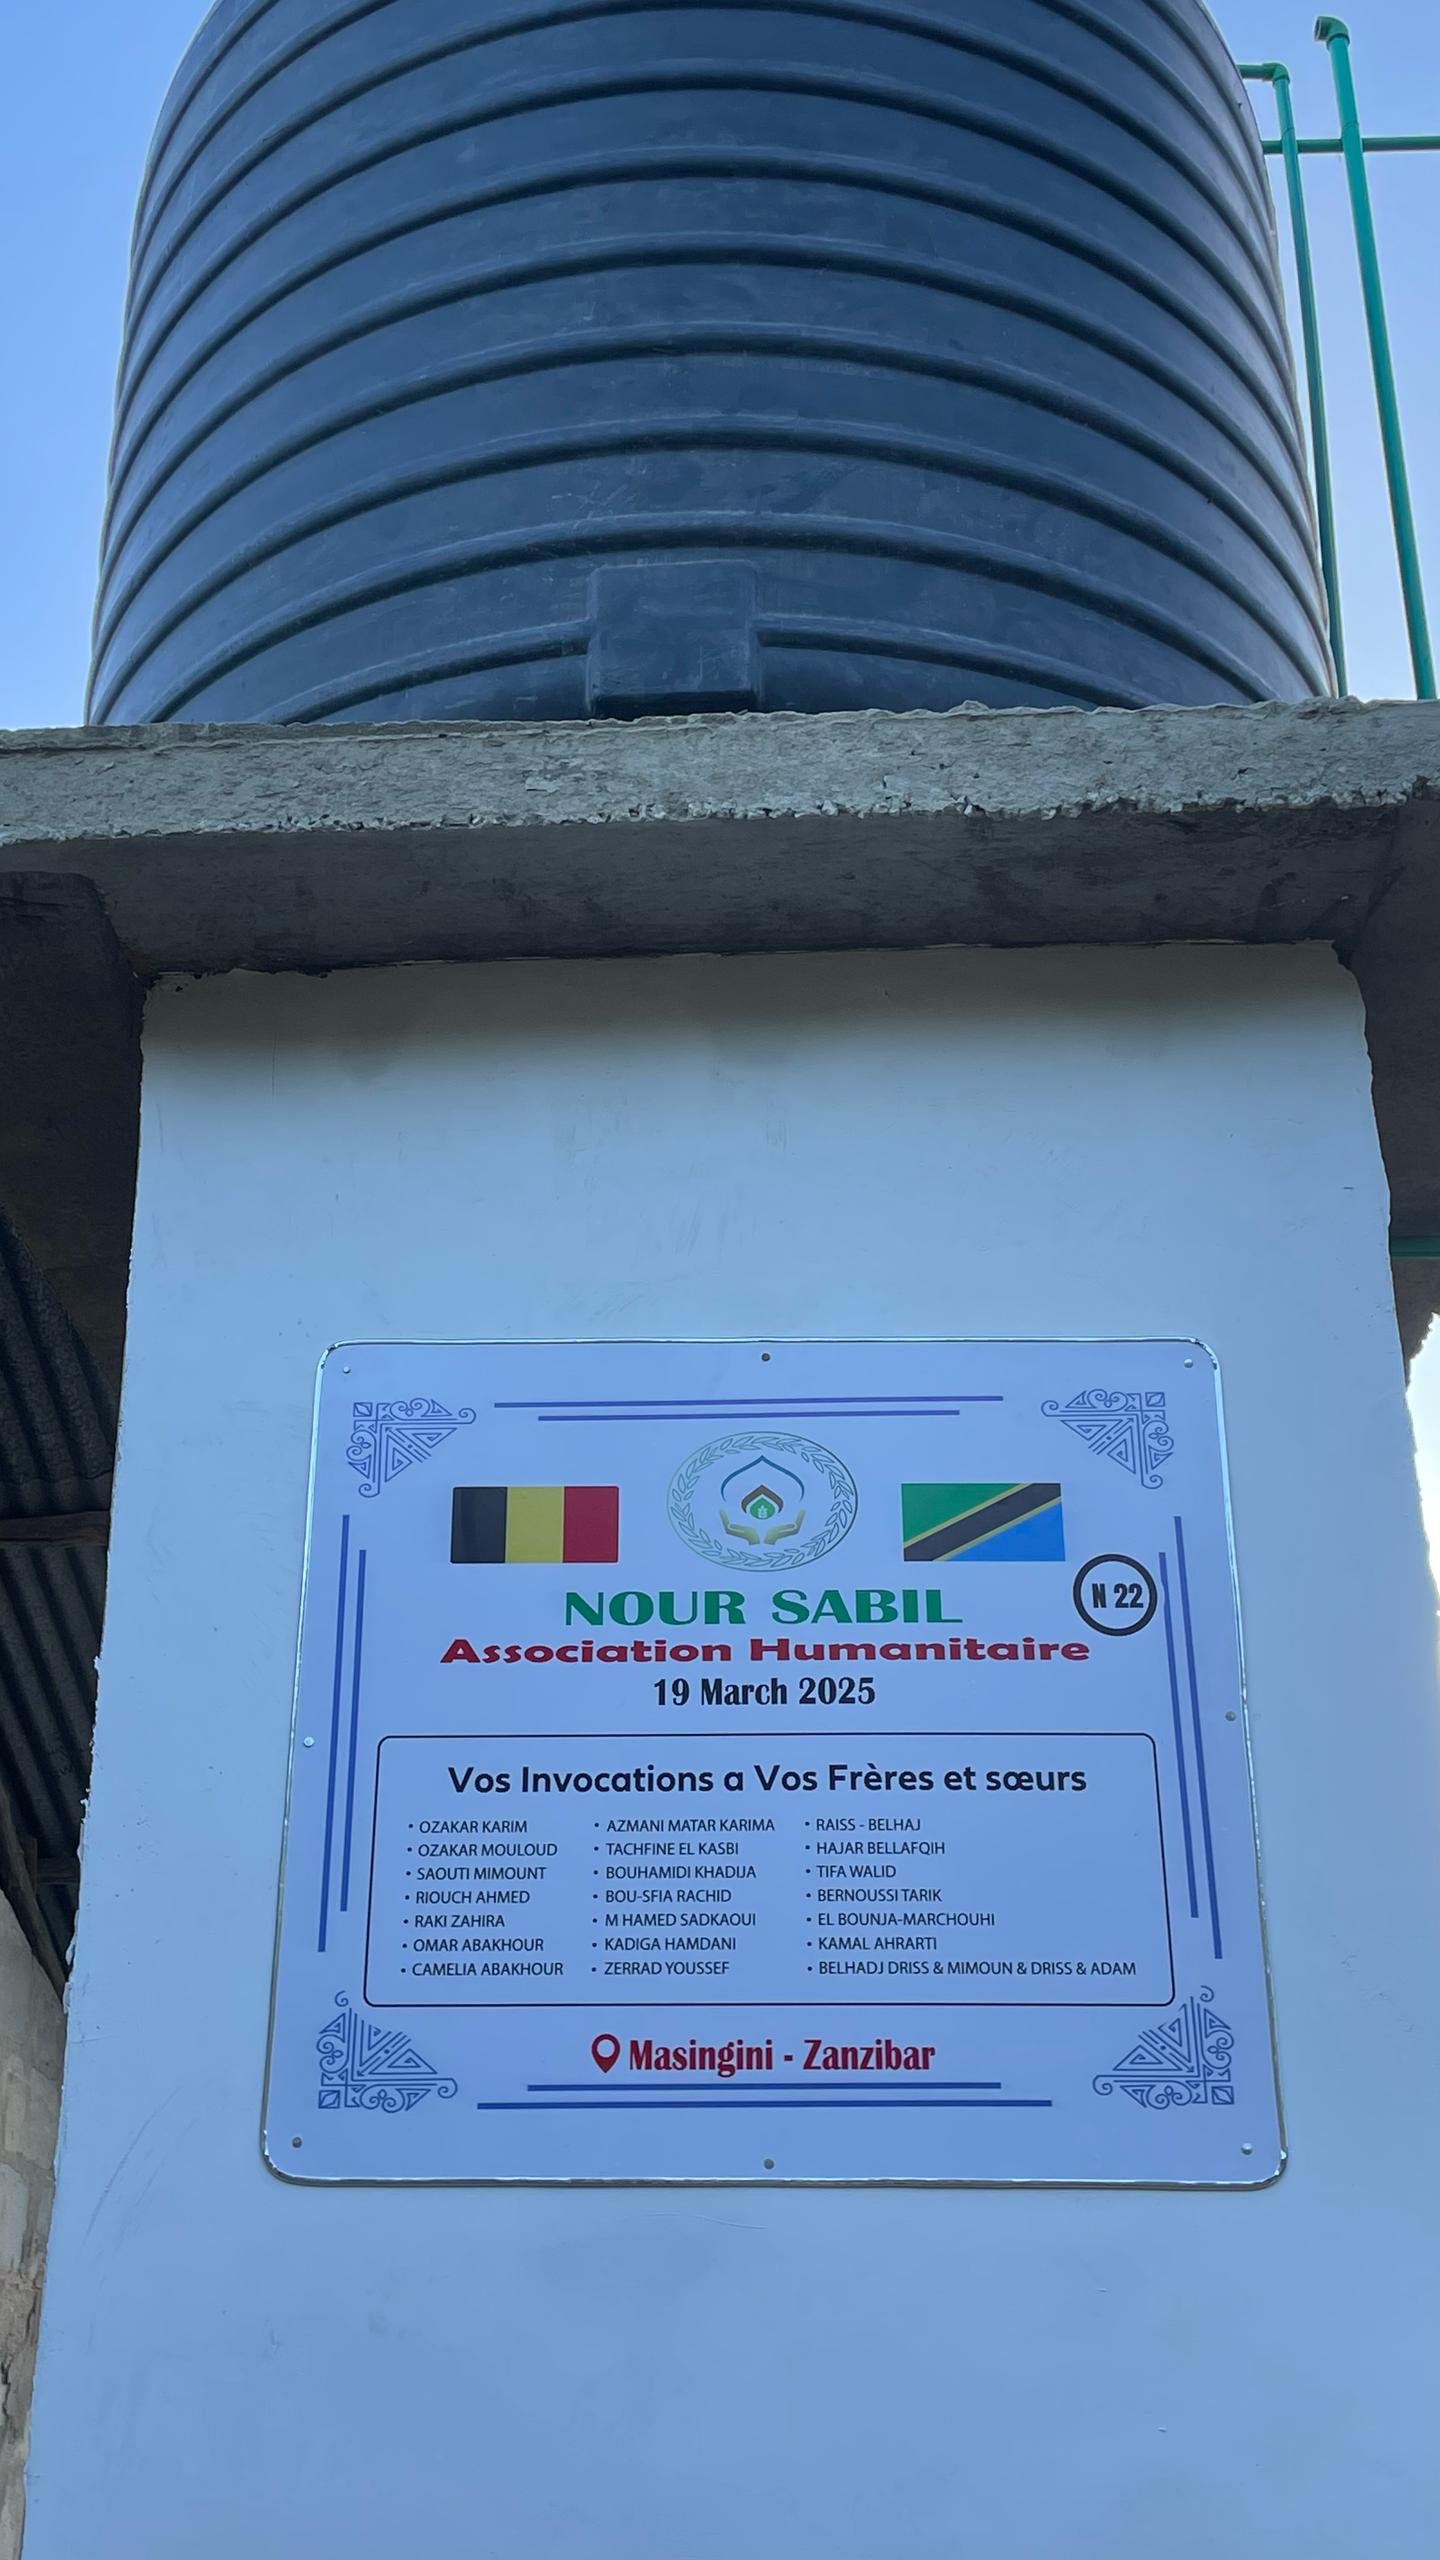 N 22
NOUR SABIL
Association Humanitaire
19 March 2025
Vos Invocations a Vos Frères et sœurs
• OZAKAR KARIM
• OZAKAR MOULOUD
• SAOUTI MIMOUNT
• RIOUCH AHMED
• RAKI ZAHIRA
• OMAR ABAKHOUR
• CAMELIA ABAKHOUR
• AZMANI MATAR KARIMA
• TACHFINE EL KASBI
• BOUHAMIDI KHADIJA
• BOU-SFIA RACHID
• M HAMED SADKAOUI
• KADIGA HAMDANI
• ZERRAD YOUSSEF
• RAISS - BELHAJ
• HAJAR BELLAFQIH
• TIFA WALID
• BERNOUSSI TARIK
• EL BOUNJA-MARCHOUHI
• KAMAL AHRARTI
• BELHADJ DRISS & MIMOUN & DRISS & ADAM
Masingini - Zanzibar